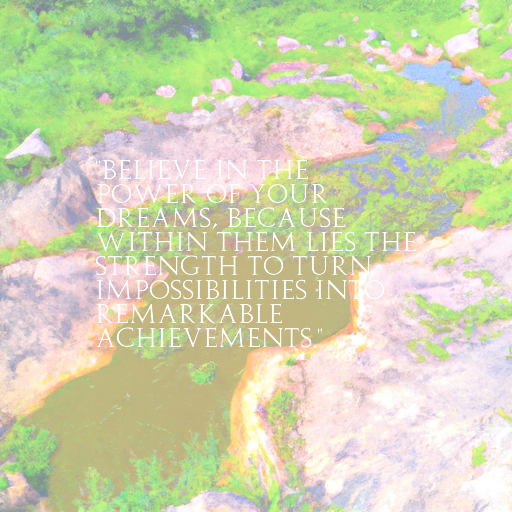 "BELIEVE IN THE
POWER OF YOUR
DREAMS, BECAUSE
WITHIN THEM LIES THE
STRENGTH TO TURN
IMPOSSIBILITIES INTO
REMARKABLE
ACHIEVEMENTS."